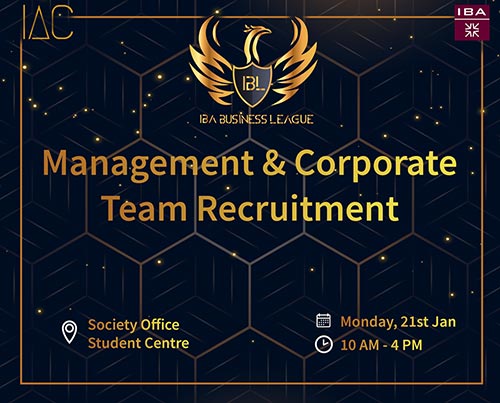 IAC
IBA
IBL
IBA BUSINESS LEAGUE
Management & Corporate
Team Recruitment
Society Office
Student Centre
Monday, 21st Jan
10 AM - 4 PM